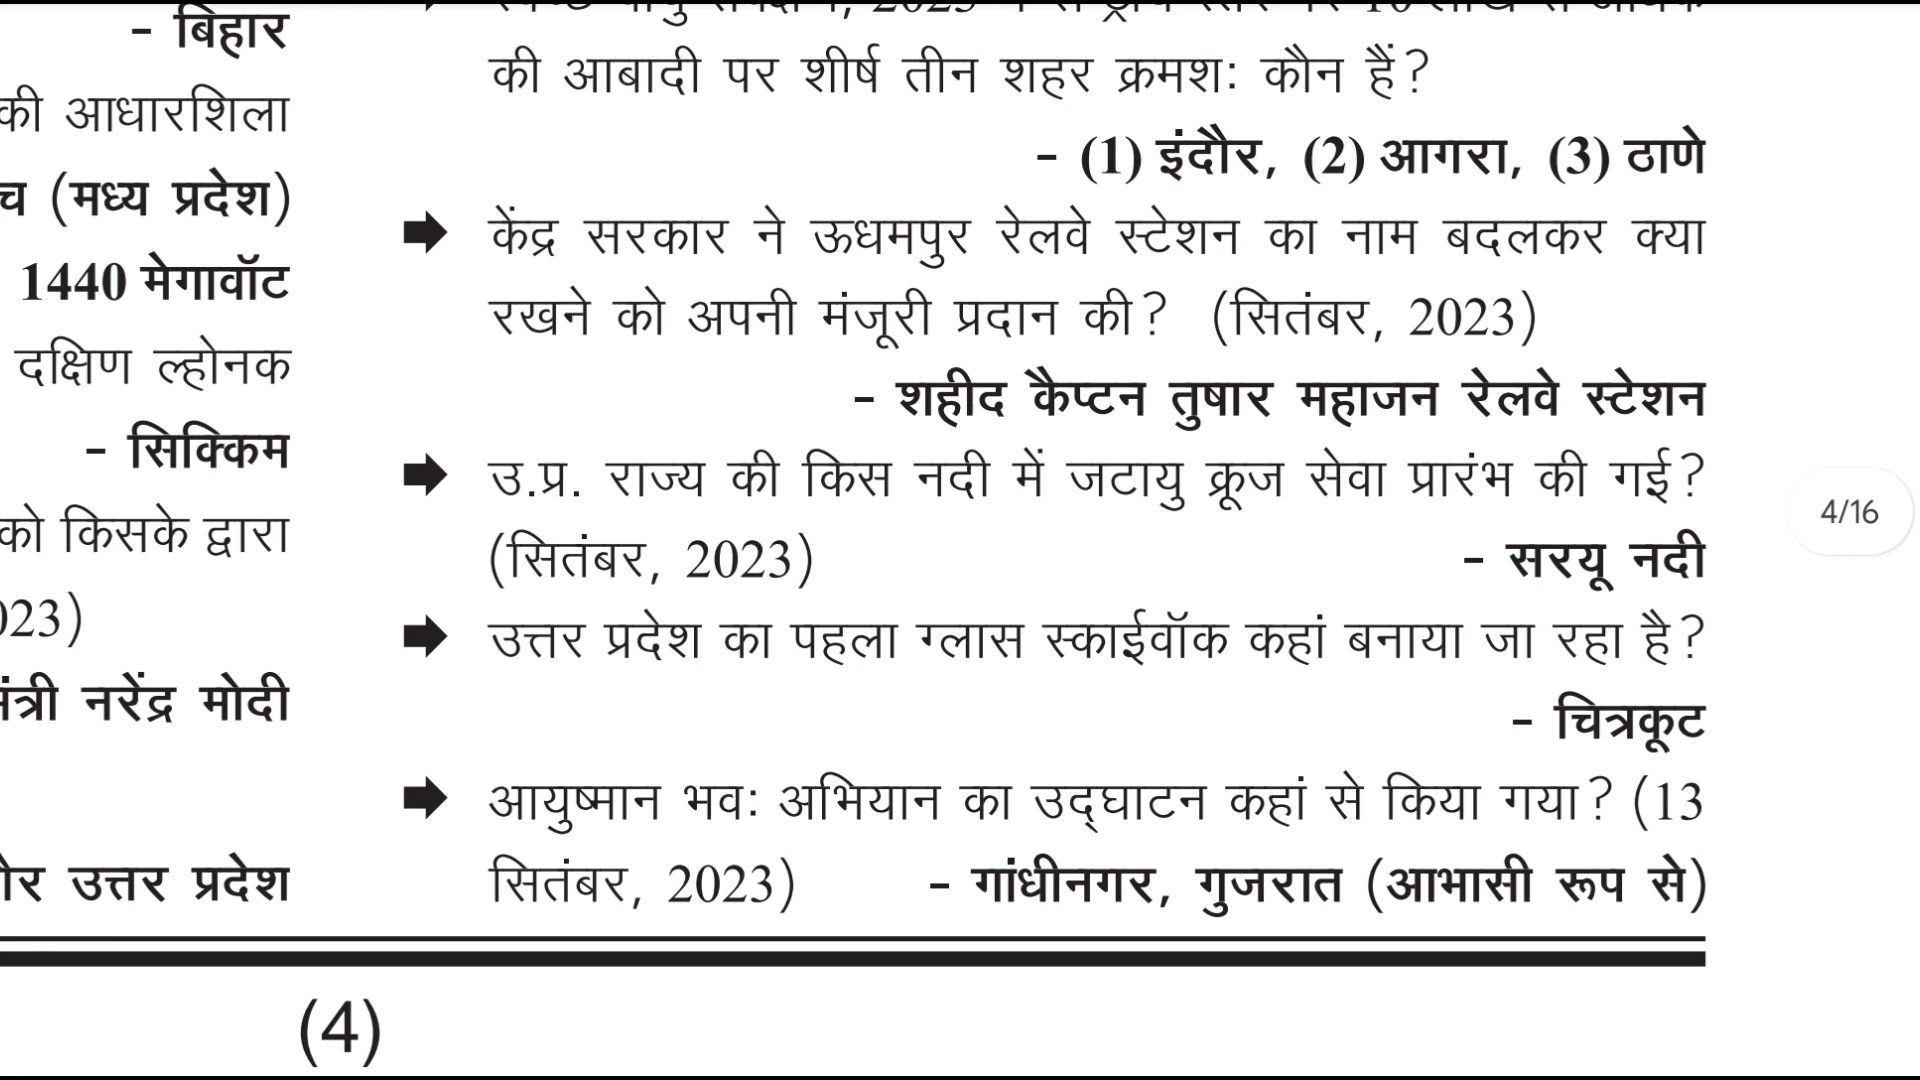 - बिहार
की आधारशिला
च (मध्य प्रदेश)
1440 मेगावॉट
दक्षिण ल्होनक
- सिक्किम
को किसके द्वारा
023)
मंत्री नरेंद्र मोदी
उत्तर प्रदेश
की आबादी पर शीर्ष तीन शहर क्रमशः कौन हैं?
- (1) इंदौर, (2) आगरा, (3) ठाणे
➡ केंद्र सरकार ने ऊधमपुर रेलवे स्टेशन का नाम बदलकर क्या
रखने को अपनी मंजूरी प्रदान की? (सितंबर, 2023)
- शहीद कैप्टन तुषार महाजन रेलवे स्टेशन
➡ उ.प्र. राज्य की किस नदी में जटायु क्रूज सेवा प्रारंभ की गई?
(सितंबर, 2023) - सरयू नदी
➡ उत्तर प्रदेश का पहला ग्लास स्काईवॉक कहां बनाया जा रहा है?
- चित्रकूट
➡ आयुष्मान भवः अभियान का उद्घाटन कहां से किया गया? (13
सितंबर, 2023) - गांधीनगर, गुजरात (आभासी रूप से)
4/16
(4)